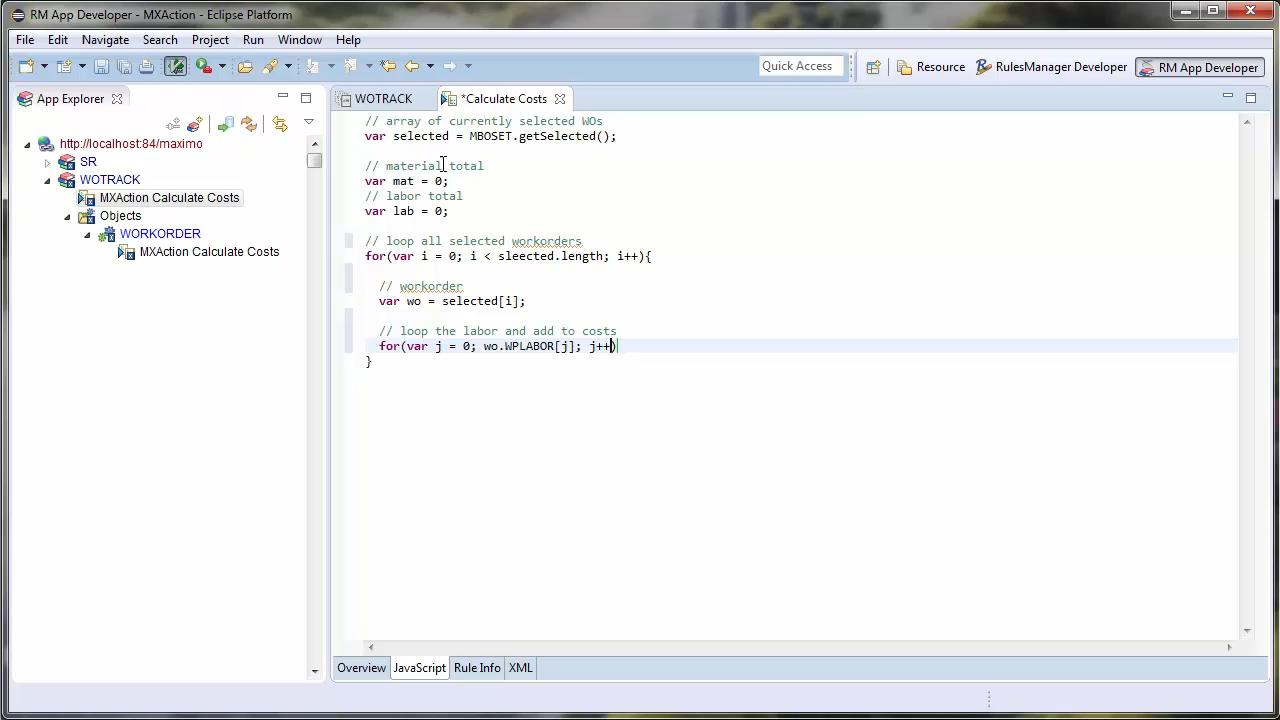 RM App Developer - MXAction - Eclipse Platform
File Edit Navigate Search Project Run Window Help
Quick Access Resource RulesManager Developer RM App Developer
App Explorer
http://localhost:84/maximo
SR
WOTRACK
MXAction Calculate Costs
Objects
WORKORDER
MXAction Calculate Costs
WOTRACK *Calculate Costs
// array of currently selected WOs
var selected = MBOSET.getSelected();
// material total
var mat = 0;
// labor total
var lab = 0;
// loop all selected workorders
for(var i = 0; i < sleected.length; i++){
// workorder
var wo = selected[i];
// loop the labor and add to costs
for(var j = 0; wo.WPLABOR[j]; j++)
}
Overview JavaScript Rule Info XML